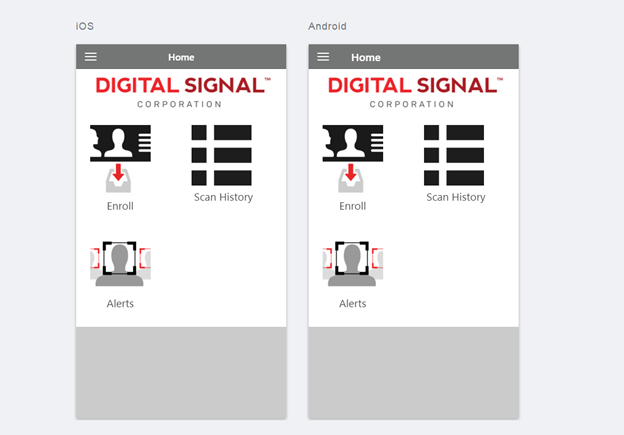 iOS
Home
DIGITAL SIGNAL™
CORPORATION
Enroll
Scan History
Alerts
Android
Home
DIGITAL SIGNAL™
CORPORATION
Enroll
Scan History
Alerts